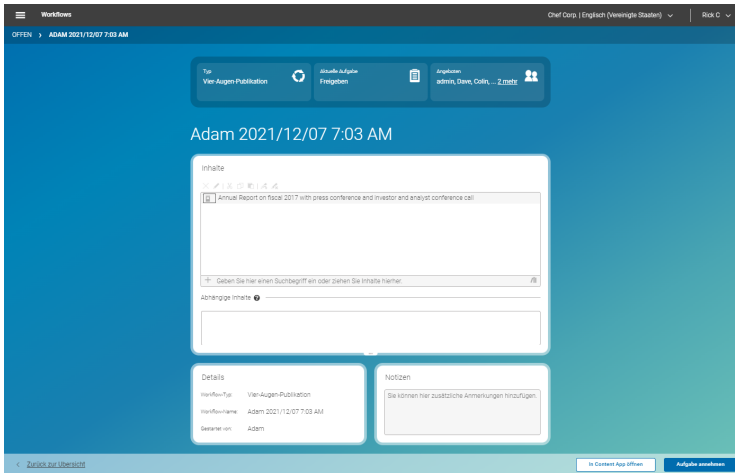 Workflows
Chef Corp. | Englisch (Vereinigte Staaten)
Rick C
OFFEN › ADAM 2021/12/07 7:03 AM
Typ
Vier-Augen-Publikation
Aktuelle Aufgabe
Freigeben
Angeboten
admin, Dave, Colin, ... 2 mehr
Adam 2021/12/07 7:03 AM
Inhalte
Annual Report on fiscal 2017 with press conference and investor and analyst conference call
Geben Sie hier einen Suchbegriff ein oder ziehen Sie Inhalte hierher.
Abhängige Inhalte
Details
Workflow-Typ: Vier-Augen-Publikation
Workflow-Name: Adam 2021/12/07 7:03 AM
Gestartet von: Adam
Notizen
Sie können hier zusätzliche Anmerkungen hinzufügen.
Zurück zur Übersicht
In Content App öffnen
Aufgabe annehmen